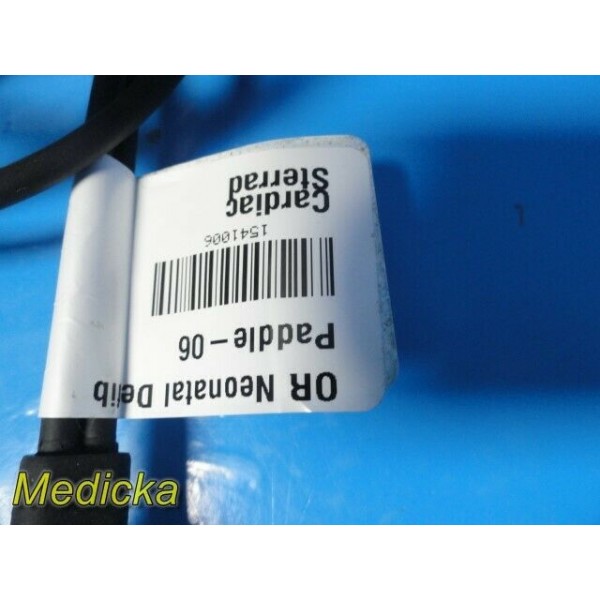 OR Neonatal Defib
Paddle-06
1541006
Cardiac
Sterrad
Medicka